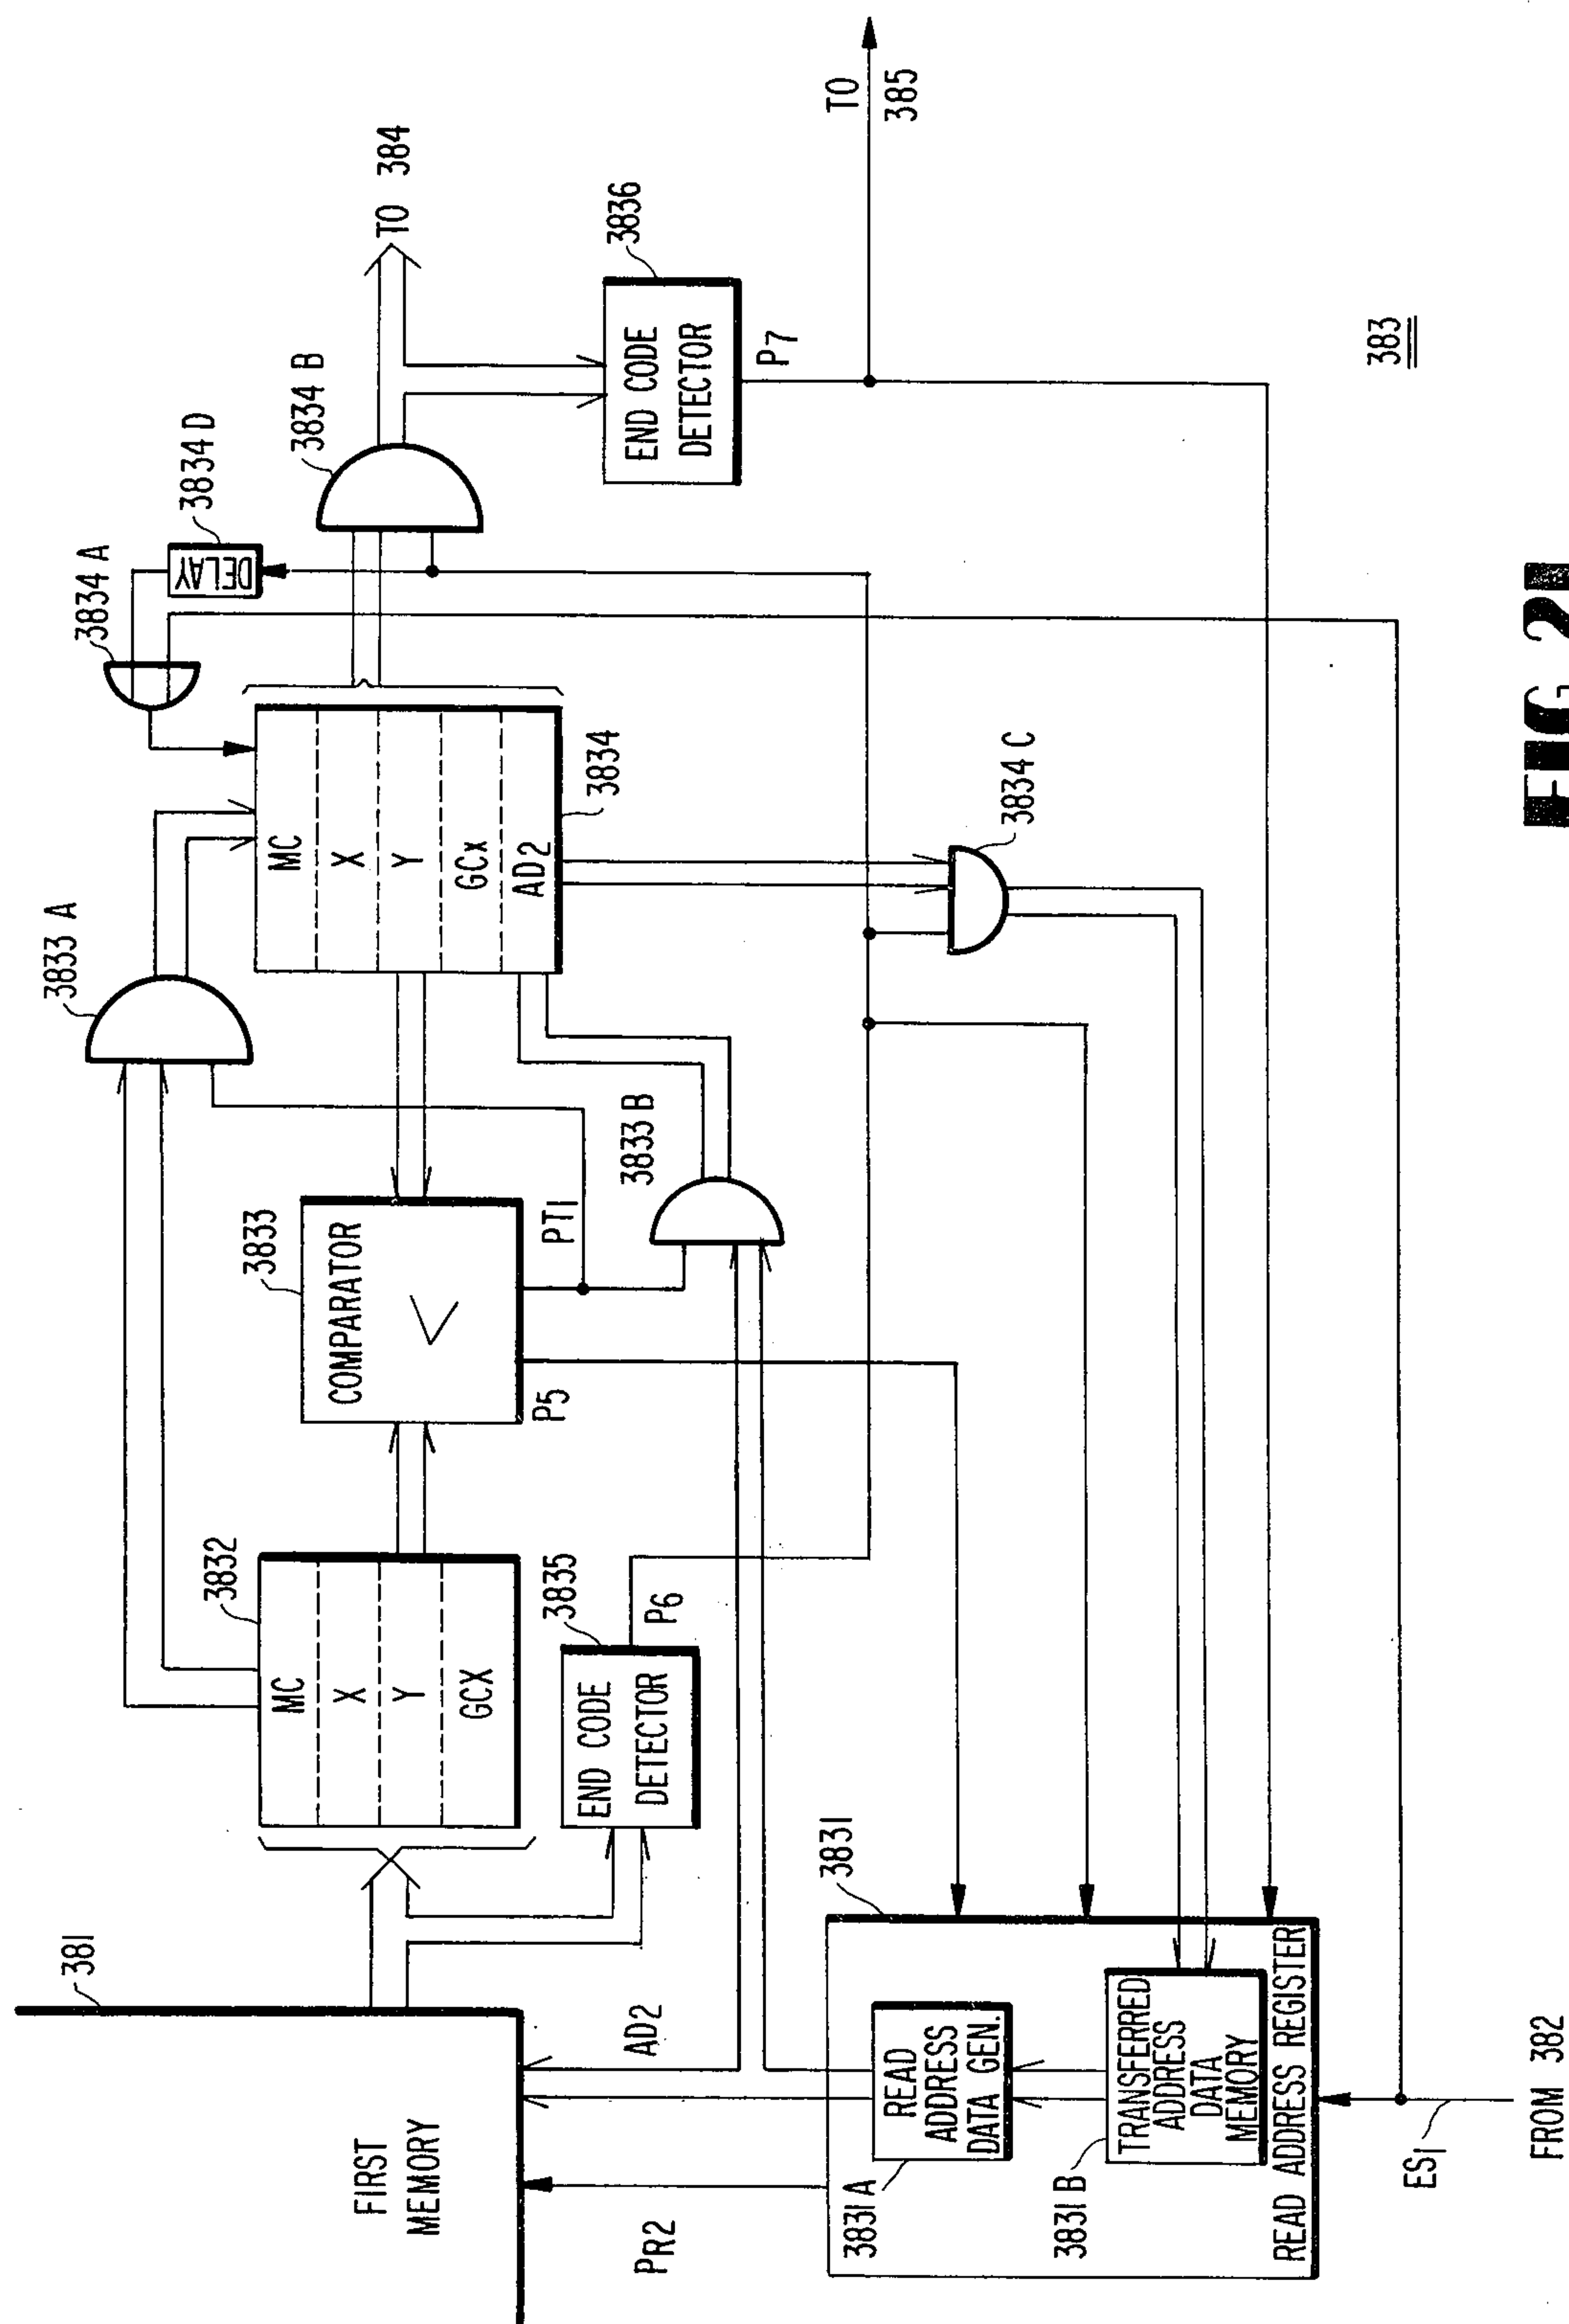 381
FIRST
MEMORY
PR2
AD2
3832
MC
X
Y
GCX
3835
END CODE
DETECTOR
P6
3833
COMPARATOR
<
P5
PT1
3833 A
3833 B
3834
MC
X
Y
GCx
AD2
3834 A
3834 D
DELAY
3834 B
TO 384
3836
END CODE
DETECTOR
P7
TO
385
3834 C
3831
READ
ADDRESS
DATA GEN.
3831 A
TRANSFERRED
ADDRESS
DATA
MEMORY
3831 B
READ ADDRESS REGISTER
ES1
FROM 382
383